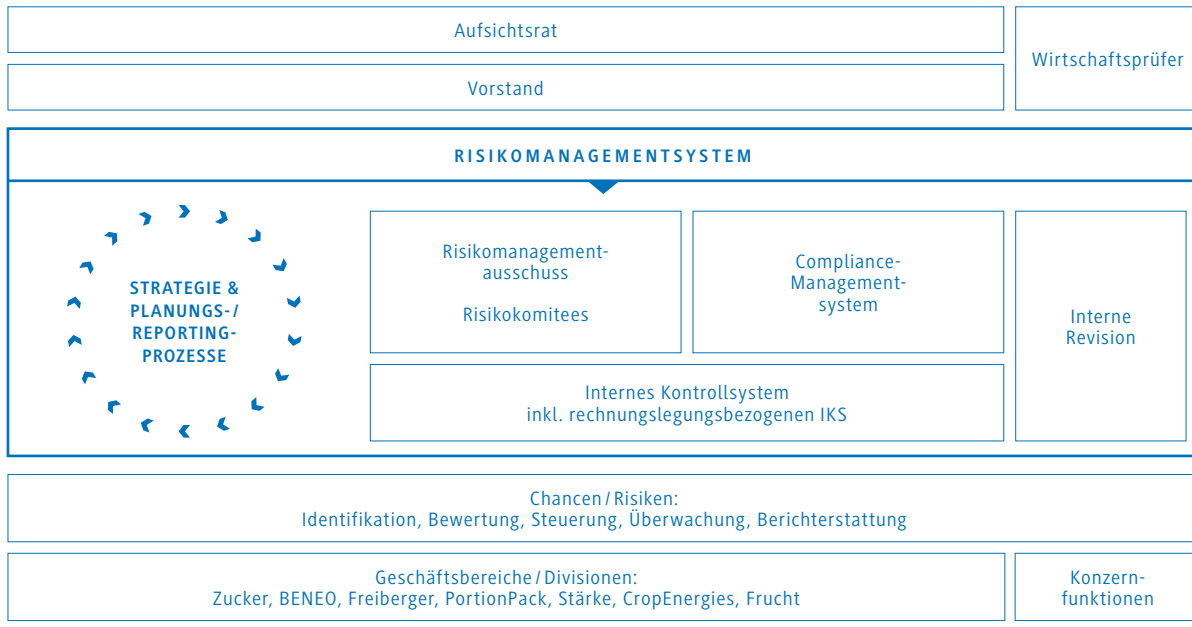 Aufsichtsrat
Vorstand
Wirtschaftsprüfer
RISIKOMANAGEMENTSYSTEM
STRATEGIE &
PLANUNGS-/
REPORTING-
PROZESSE
Risikomanagement-
ausschuss
Risikokomitees
Compliance-
Management-
system
Internes Kontrollsystem
inkl. rechnungslegungsbezogenen IKS
Interne
Revision
Chancen/Risiken:
Identifikation, Bewertung, Steuerung, Überwachung, Berichterstattung
Geschäftsbereiche/Divisionen:
Zucker, BENEO, Freiberger, PortionPack, Stärke, CropEnergies, Frucht
Konzern-
funktionen